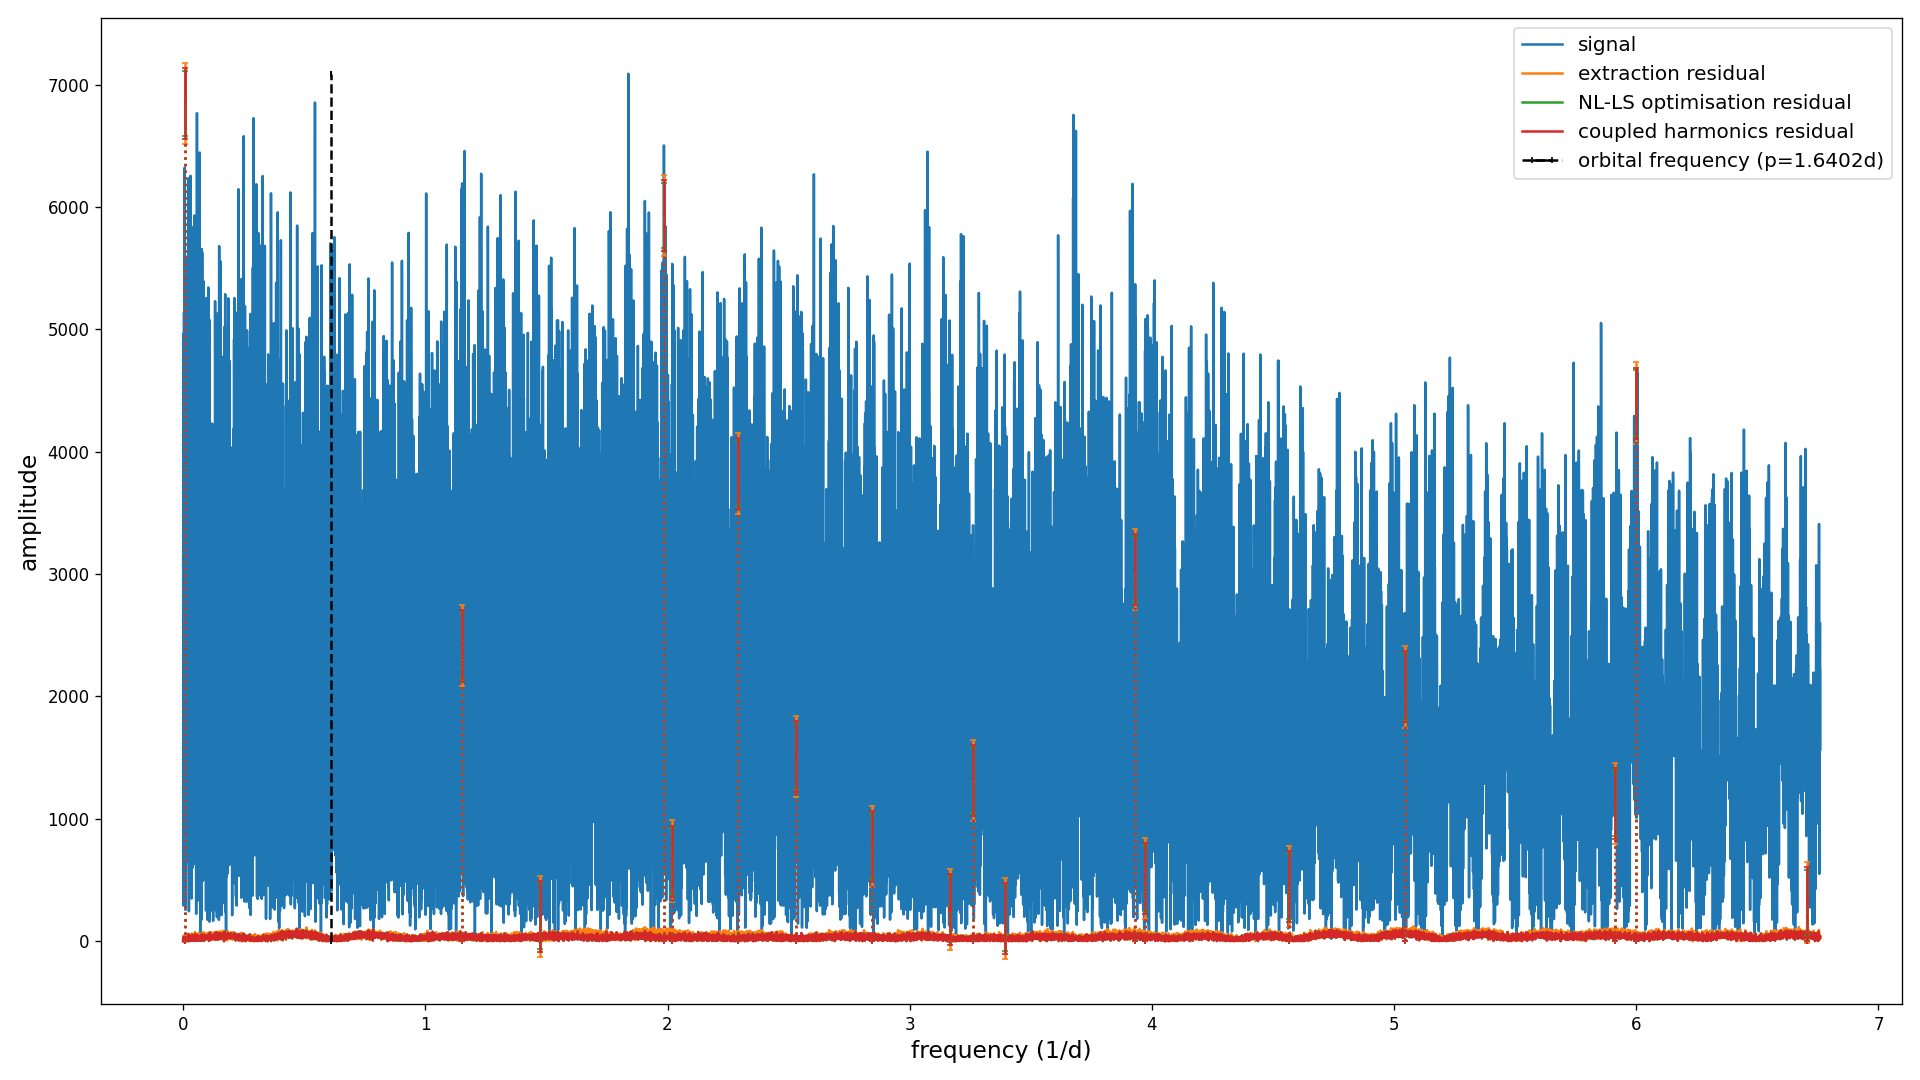 signal
extraction residual
NL-LS optimisation residual
coupled harmonics residual
orbital frequency (p=1.6402d)
7000
6000
5000
4000
3000
2000
1000
0
amplitude
0 1 2 3 4 5 6 7
frequency (1/d)